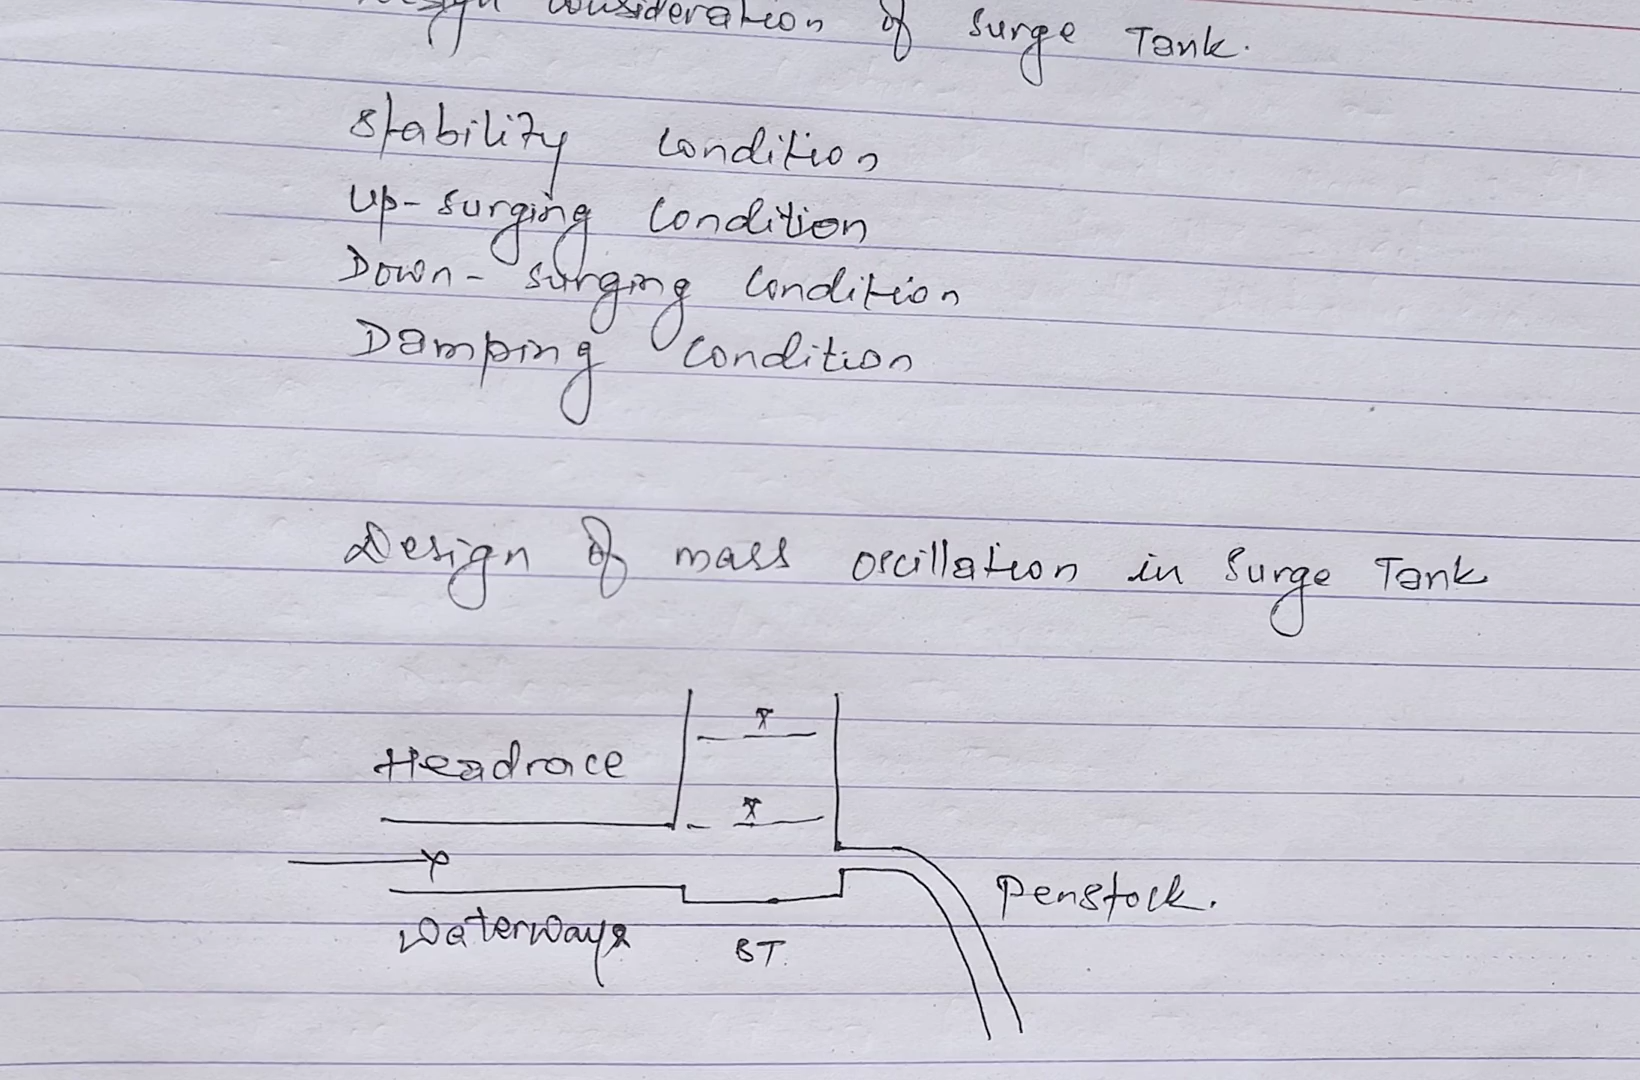 Design consideration of Surge Tank.
Stability condition
Up-surging condition
Down-surging condition
Damping condition
Design of mass oscillation in Surge Tank
Headrace
Penstock.
Waterways
ST.